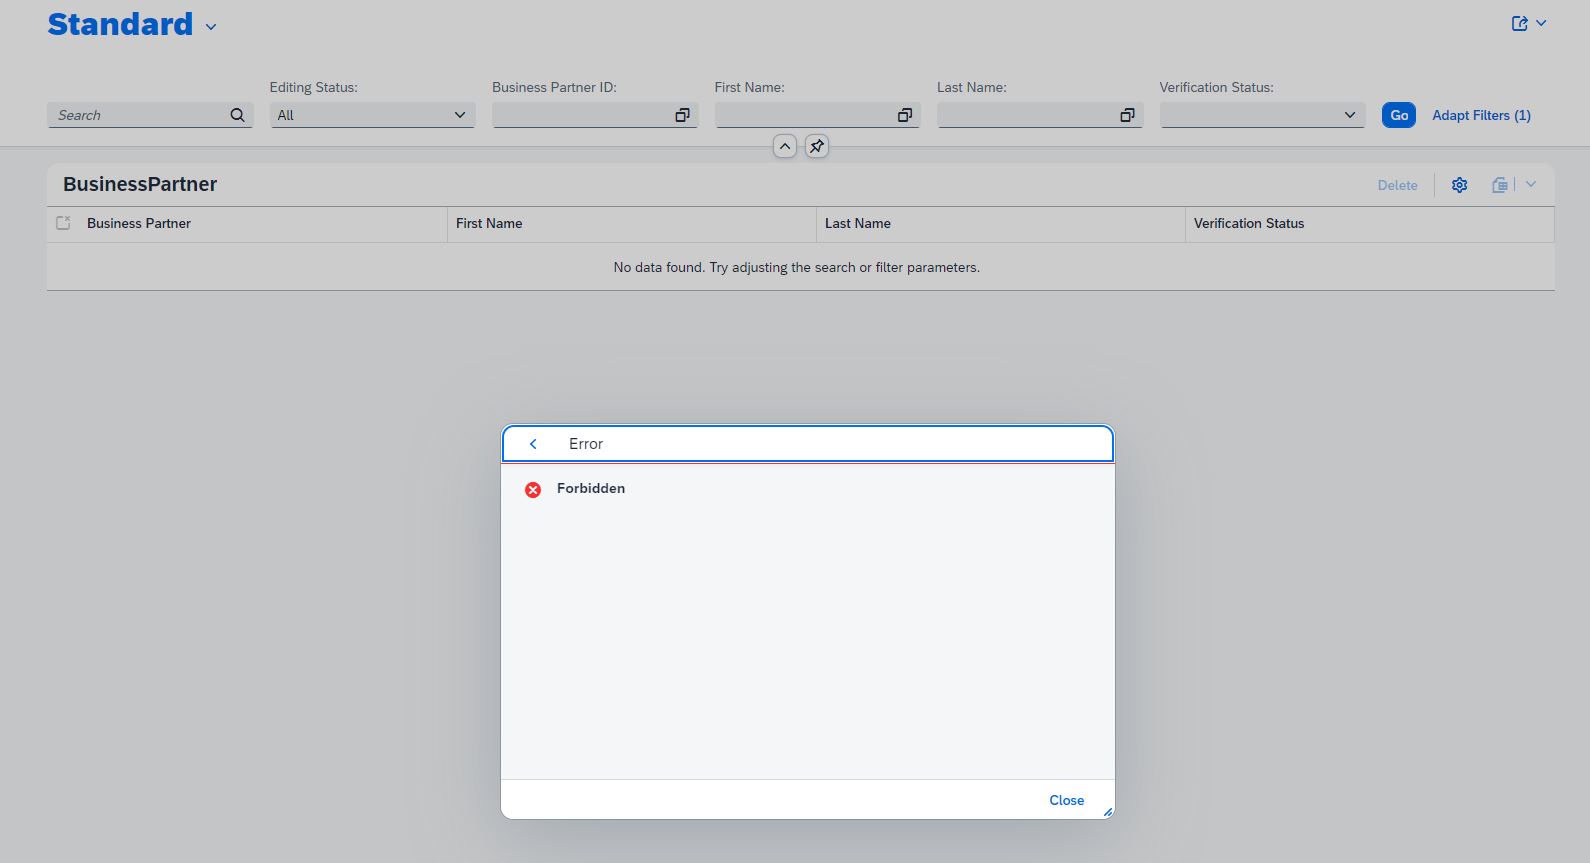 Standard
Editing Status:
Business Partner ID:
First Name:
Last Name:
Verification Status:
Search
All
Go
Adapt Filters (1)
BusinessPartner
Delete
Business Partner
First Name
Last Name
Verification Status
No data found. Try adjusting the search or filter parameters.
Error
Forbidden
Close